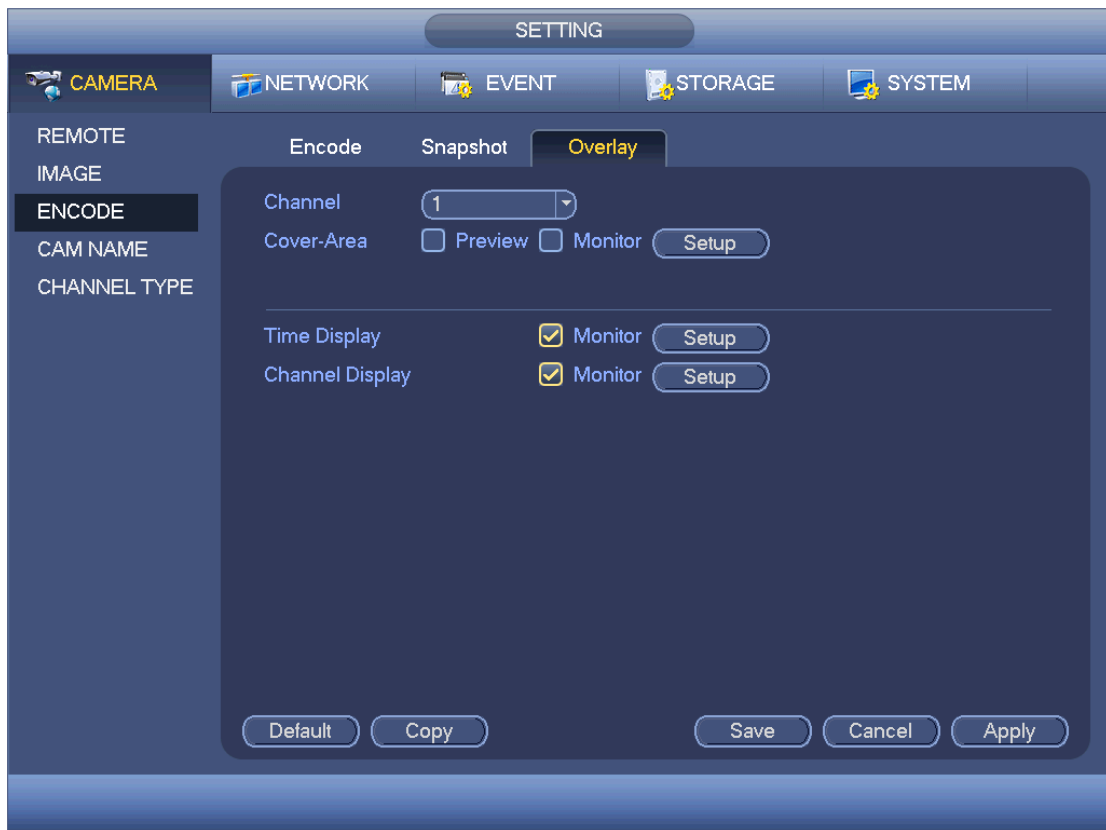 SETTING
CAMERA NETWORK EVENT STORAGE SYSTEM
REMOTE
IMAGE
ENCODE
CAM NAME
CHANNEL TYPE
Encode Snapshot Overlay
Channel 1
Cover-Area Preview Monitor Setup
Time Display Monitor Setup
Channel Display Monitor Setup
Default Copy Save Cancel Apply